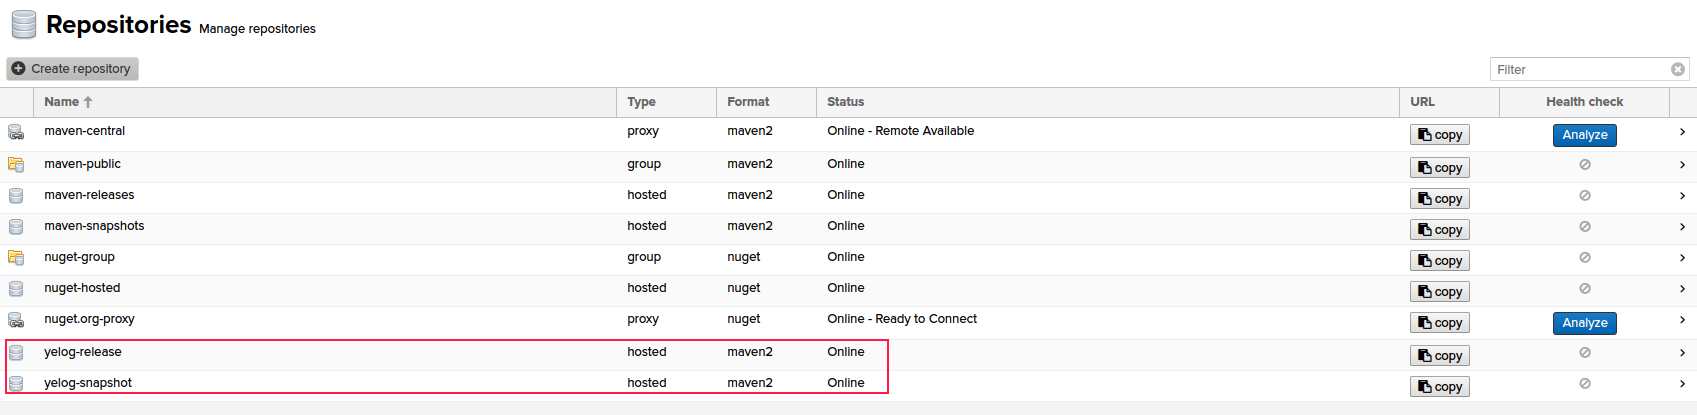 Repositories Manage repositories
Create repository Filter
Name Type Format Status URL Health check
maven-central proxy maven2 Online - Remote Available copy Analyze
maven-public group maven2 Online copy
maven-releases hosted maven2 Online copy
maven-snapshots hosted maven2 Online copy
nuget-group group nuget Online copy
nuget-hosted hosted nuget Online copy
nuget.org-proxy proxy nuget Online - Ready to Connect copy Analyze
yelog-release hosted maven2 Online copy
yelog-snapshot hosted maven2 Online copy